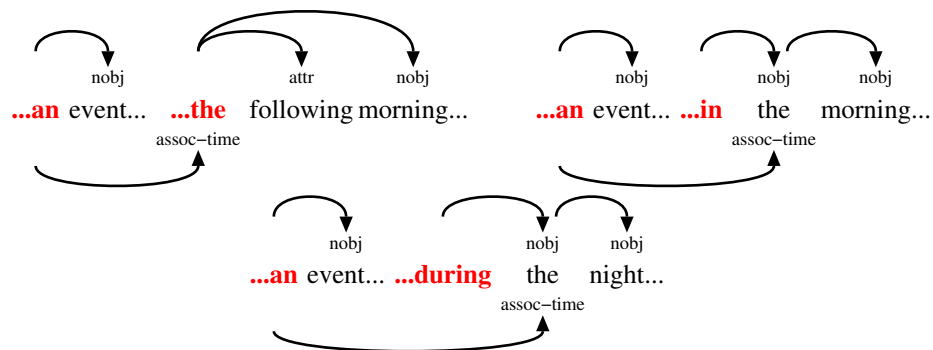 nobj attr nobj nobj nobj nobj
...an event... ...the following morning... ...an event... ...in the morning...
assoc−time assoc−time
nobj nobj nobj
...an event... ...during the night...
assoc−time